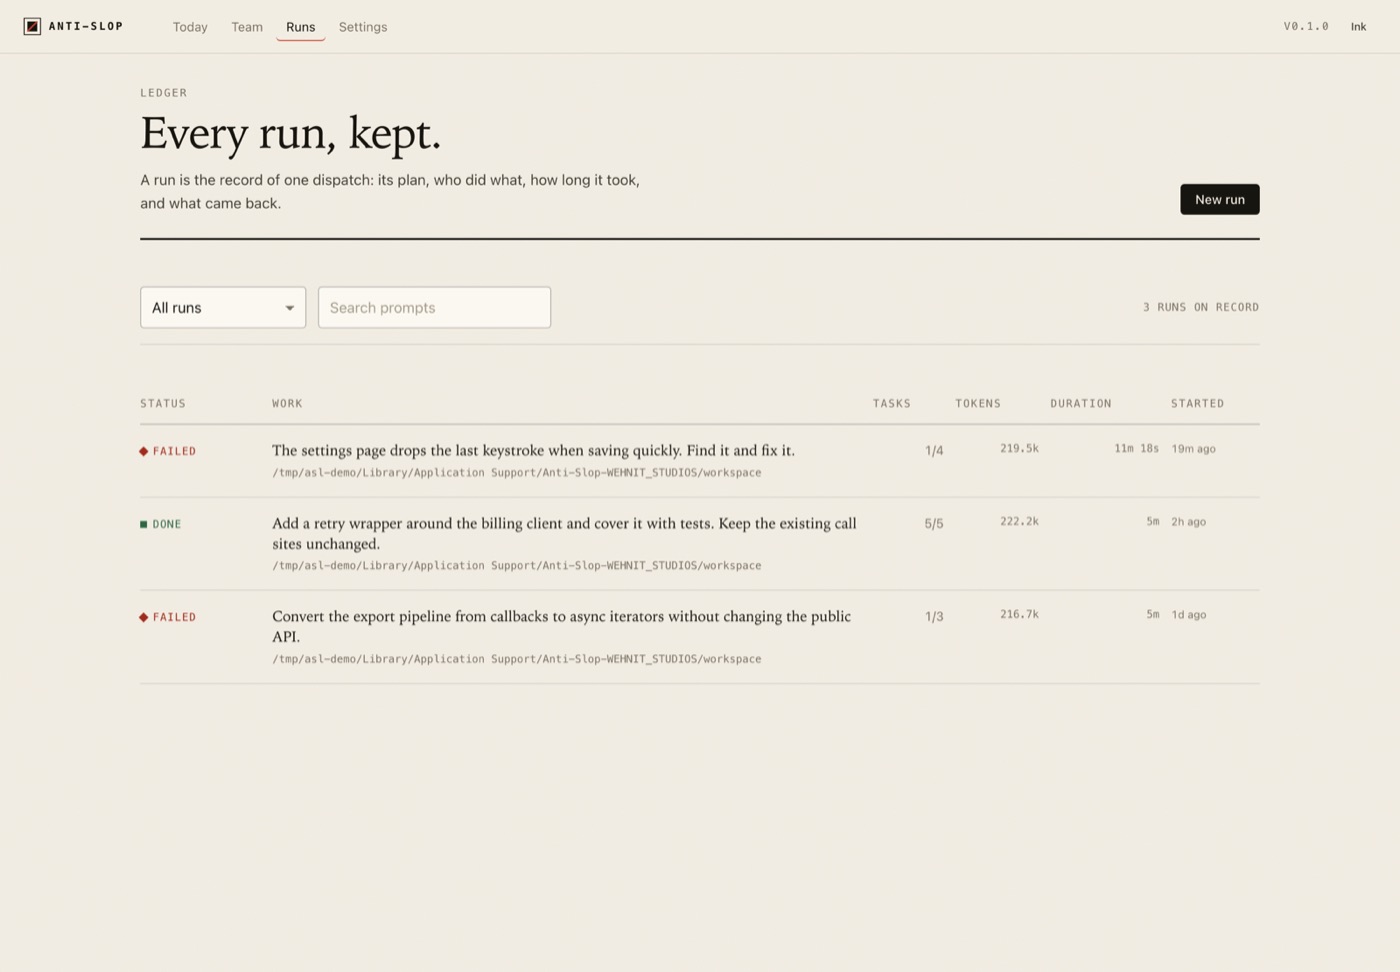 ANTI-SLOP Today Team Runs Settings V0.1.0 Ink
LEDGER
Every run, kept.
A run is the record of one dispatch: its plan, who did what, how long it took,
and what came back.
New run
All runs Search prompts 3 RUNS ON RECORD
STATUS WORK TASKS TOKENS DURATION STARTED
FAILED The settings page drops the last keystroke when saving quickly. Find it and fix it. 1/4 219.5k 11m 18s 19m ago
/tmp/asl-demo/Library/Application Support/Anti-Slop-WEHNIT_STUDIOS/workspace
DONE Add a retry wrapper around the billing client and cover it with tests. Keep the existing call 5/5 222.2k 5m 2h ago
sites unchanged.
/tmp/asl-demo/Library/Application Support/Anti-Slop-WEHNIT_STUDIOS/workspace
FAILED Convert the export pipeline from callbacks to async iterators without changing the public 1/3 216.7k 5m 1d ago
API.
/tmp/asl-demo/Library/Application Support/Anti-Slop-WEHNIT_STUDIOS/workspace